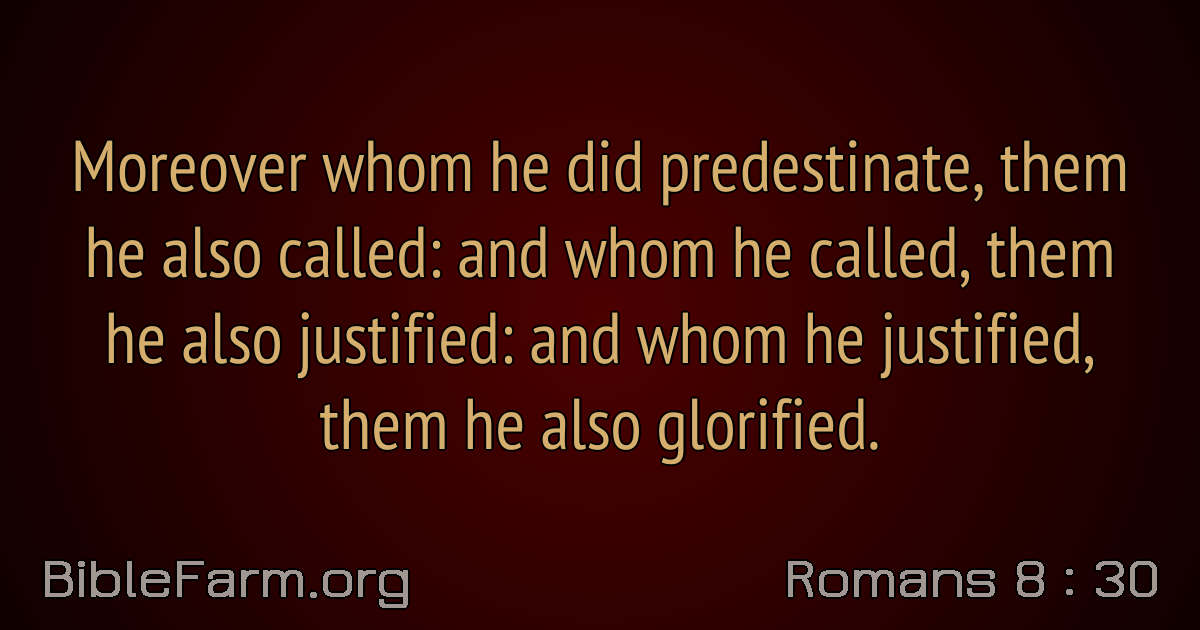 Moreover whom he did predestinate, them
he also called: and whom he called, them
he also justified: and whom he justified,
them he also glorified.
BibleFarm.org
Romans 8 : 30